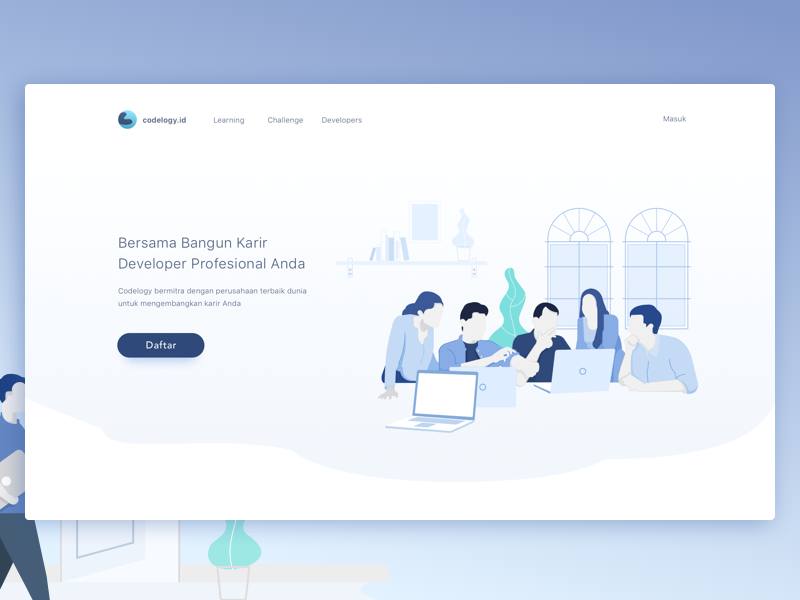 codelogy.id Learning Challenge Developers Masuk
Bersama Bangun Karir
Developer Profesional Anda
Codelogy bermitra dengan perusahaan terbaik dunia
untuk mengembangkan karir Anda
Daftar